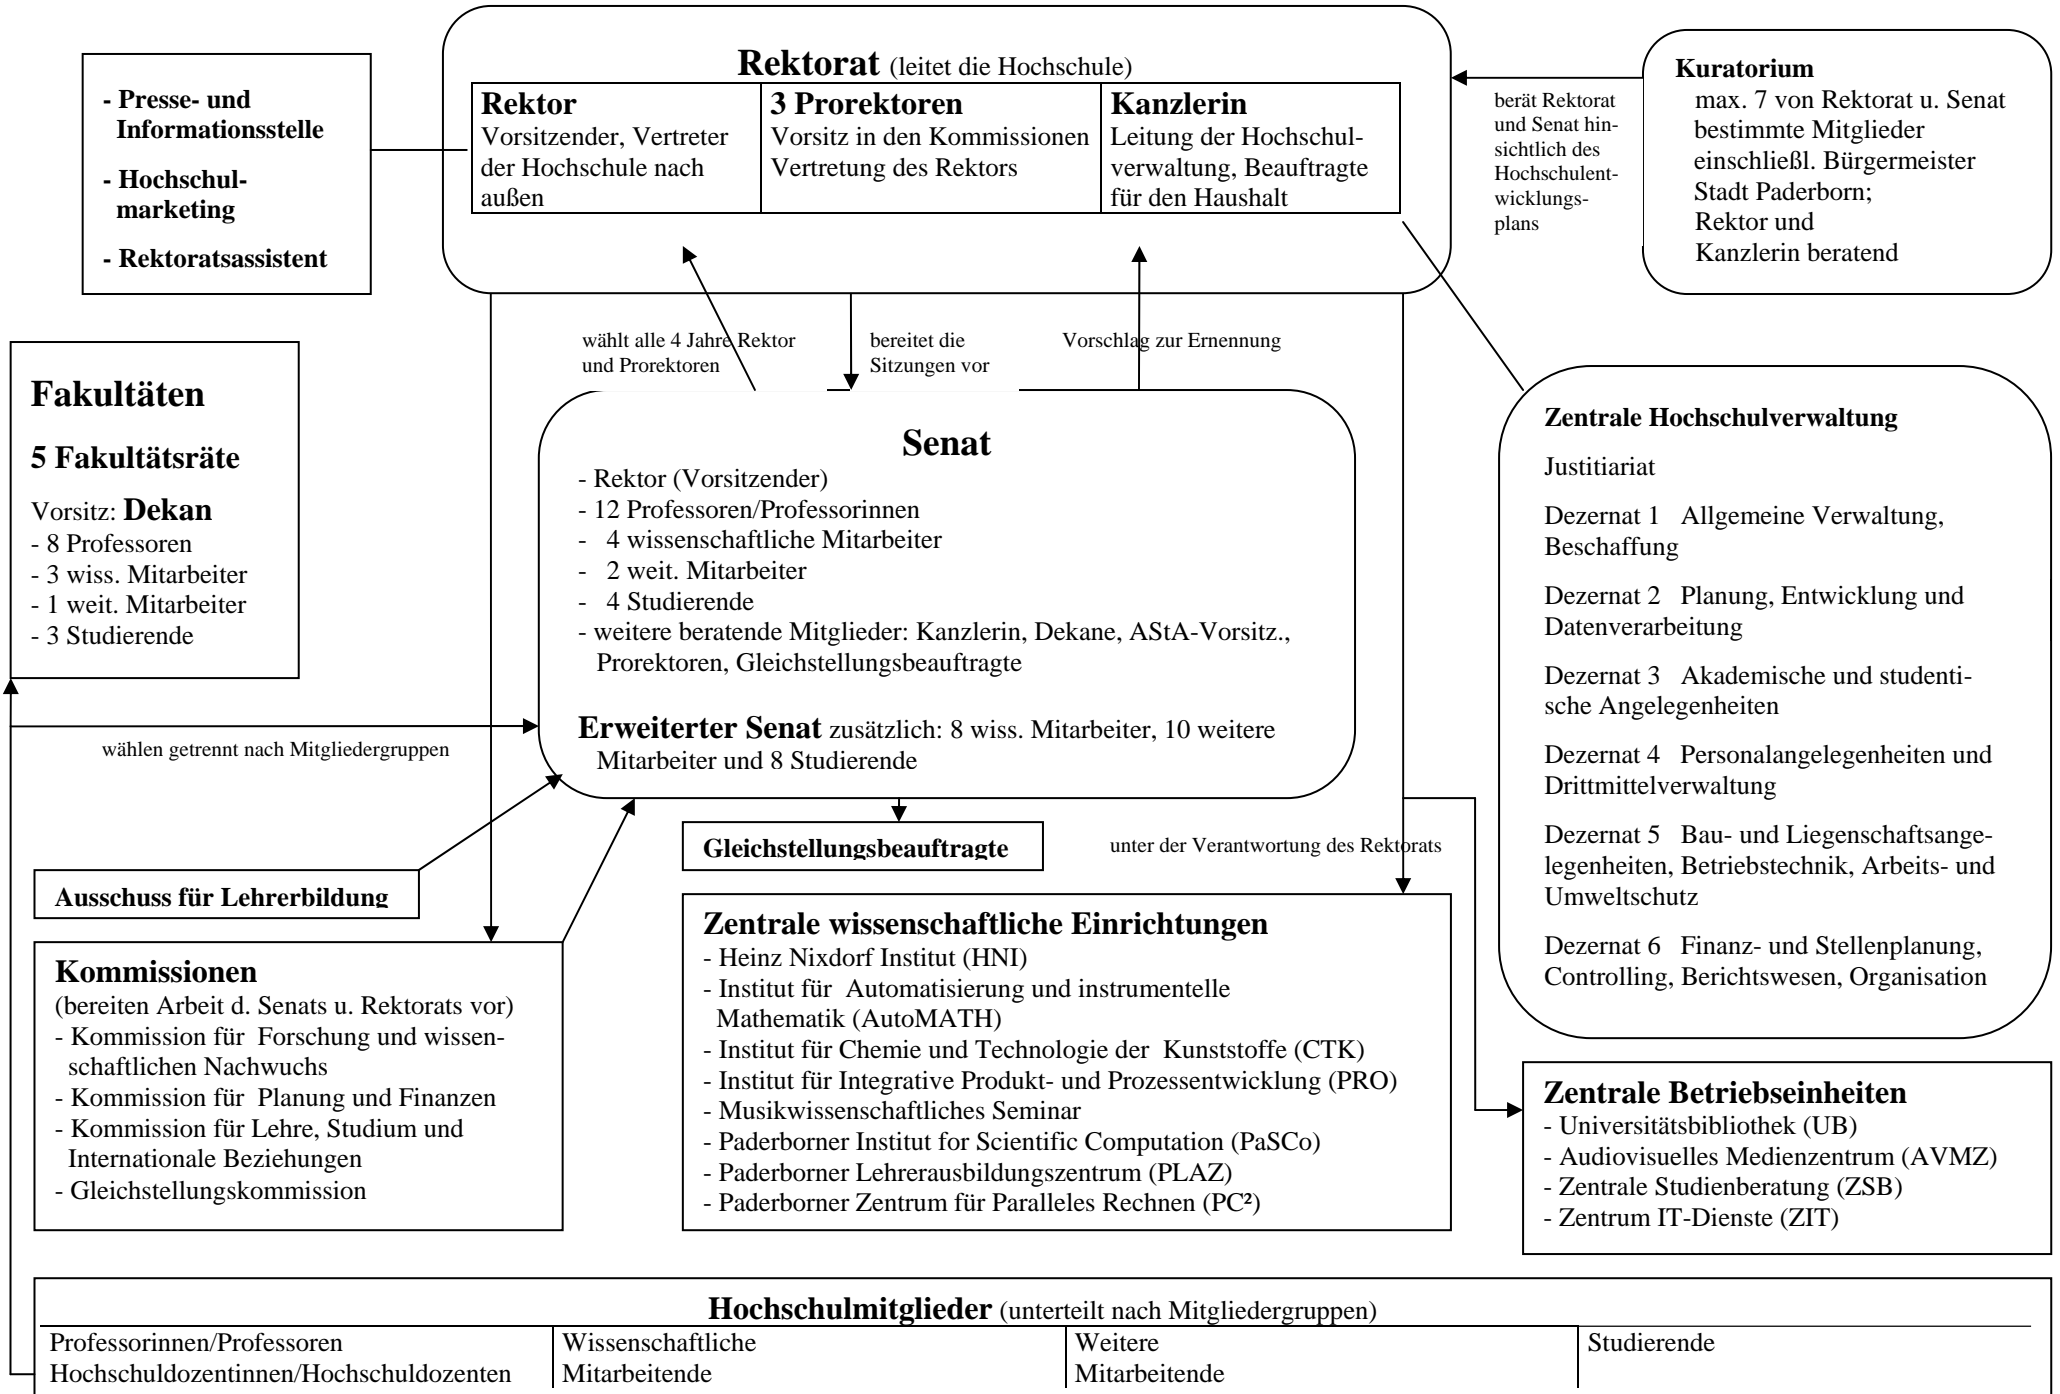 Rektorat (leitet die Hochschule)
Rektor
Vorsitzender, Vertreter
der Hochschule nach
außen
3 Prorektoren
Vorsitz in den Kommissionen
Vertretung des Rektors
Kanzlerin
Leitung der Hochschul-
verwaltung, Beauftragte
für den Haushalt
- Presse- und
Informationsstelle
- Hochschul-
marketing
- Rektoratsassistent
berät Rektorat
und Senat hin-
sichtlich des
Hochschulent-
wicklungs-
plans
Kuratorium
max. 7 von Rektorat u. Senat
bestimmte Mitglieder
einschließl. Bürgermeister
Stadt Paderborn;
Rektor und
Kanzlerin beratend
wählt alle 4 Jahre Rektor
und Prorektoren
bereitet die
Sitzungen vor
Vorschlag zur Ernennung
Fakultäten
5 Fakultätsräte
Vorsitz: Dekan
- 8 Professoren
- 3 wiss. Mitarbeiter
- 1 weit. Mitarbeiter
- 3 Studierende
Senat
- Rektor (Vorsitzender)
- 12 Professoren/Professorinnen
- 4 wissenschaftliche Mitarbeiter
- 2 weit. Mitarbeiter
- 4 Studierende
- weitere beratende Mitglieder: Kanzlerin, Dekane, AStA-Vorsitz.,
Prorektoren, Gleichstellungsbeauftragte
Erweiterter Senat zusätzlich: 8 wiss. Mitarbeiter, 10 weitere
Mitarbeiter und 8 Studierende
Zentrale Hochschulverwaltung
Justitiariat
Dezernat 1 Allgemeine Verwaltung,
Beschaffung
Dezernat 2 Planung, Entwicklung und
Datenverarbeitung
Dezernat 3 Akademische und studenti-
sche Angelegenheiten
Dezernat 4 Personalangelegenheiten und
Drittmittelverwaltung
Dezernat 5 Bau- und Liegenschaftsange-
legenheiten, Betriebstechnik, Arbeits- und
Umweltschutz
Dezernat 6 Finanz- und Stellenplanung,
Controlling, Berichtswesen, Organisation
wählen getrennt nach Mitgliedergruppen
Gleichstellungsbeauftragte
unter der Verantwortung des Rektorats
Ausschuss für Lehrerbildung
Kommissionen
(bereiten Arbeit d. Senats u. Rektorats vor)
- Kommission für Forschung und wissen-
schaftlichen Nachwuchs
- Kommission für Planung und Finanzen
- Kommission für Lehre, Studium und
Internationale Beziehungen
- Gleichstellungskommission
Zentrale wissenschaftliche Einrichtungen
- Heinz Nixdorf Institut (HNI)
- Institut für Automatisierung und instrumentelle
Mathematik (AutoMATH)
- Institut für Chemie und Technologie der Kunststoffe (CTK)
- Institut für Integrative Produkt- und Prozessentwicklung (PRO)
- Musikwissenschaftliches Seminar
- Paderborner Institut for Scientific Computation (PaSCo)
- Paderborner Lehrerausbildungszentrum (PLAZ)
- Paderborner Zentrum für Paralleles Rechnen (PC²)
Zentrale Betriebseinheiten
- Universitätsbibliothek (UB)
- Audiovisuelles Medienzentrum (AVMZ)
- Zentrale Studienberatung (ZSB)
- Zentrum IT-Dienste (ZIT)
Hochschulmitglieder (unterteilt nach Mitgliedergruppen)
Professorinnen/Professoren
Hochschuldozentinnen/Hochschuldozenten
Wissenschaftliche
Mitarbeitende
Weitere
Mitarbeitende
Studierende